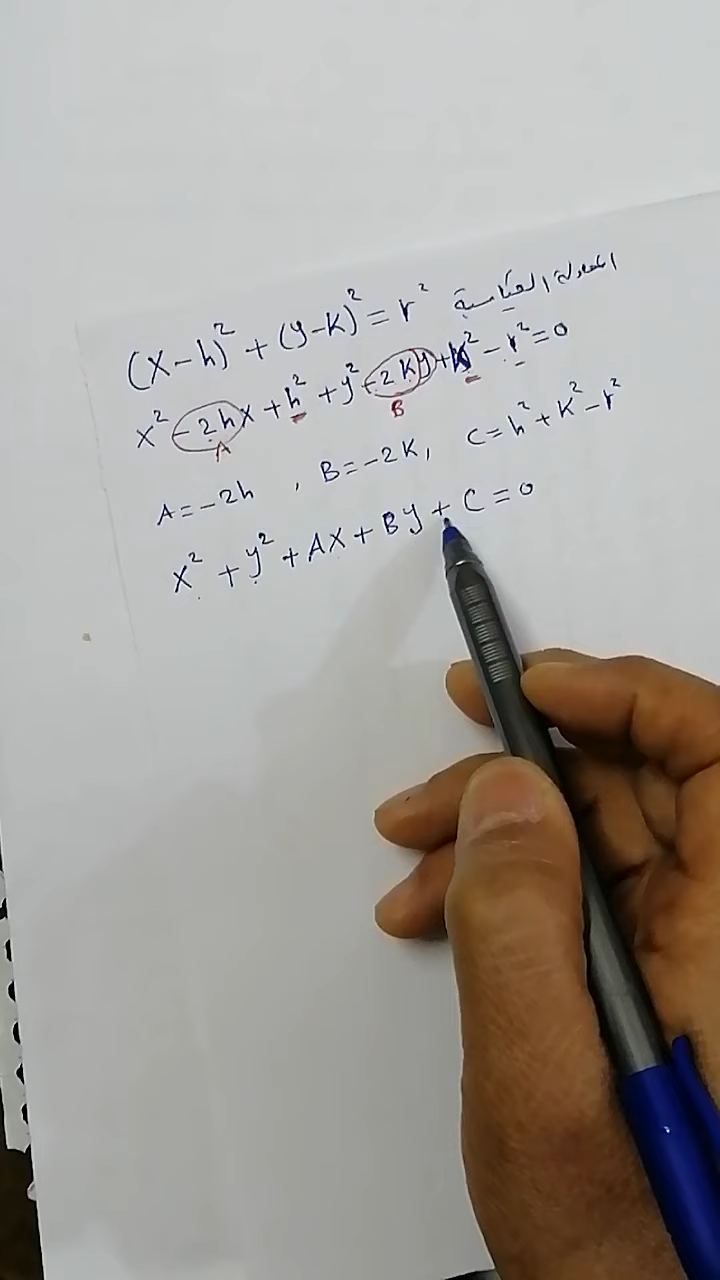 (x-h)² + (y-k)² = r² المعادلة القياسية
x² -2hx + h² + y² -2ky + k² - r² = 0
A B
A = -2h , B = -2k , C = h² + k² - r²
x² + y² + Ax + By + C = 0